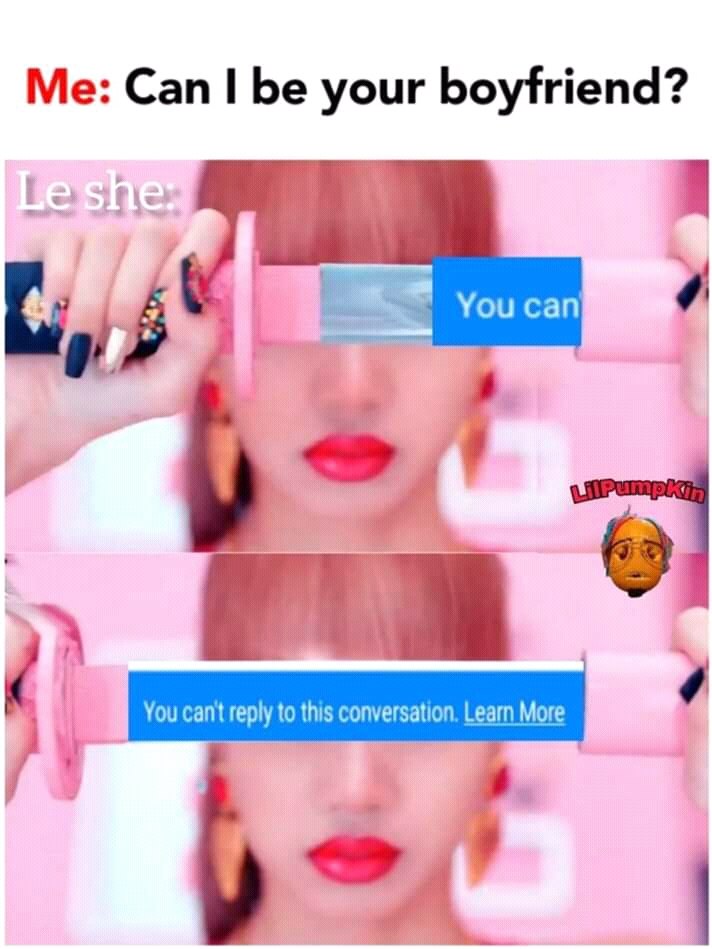 Me: Can I be your boyfriend?
Le she:
You can'
LilPumpKin
You can't reply to this conversation. Learn More